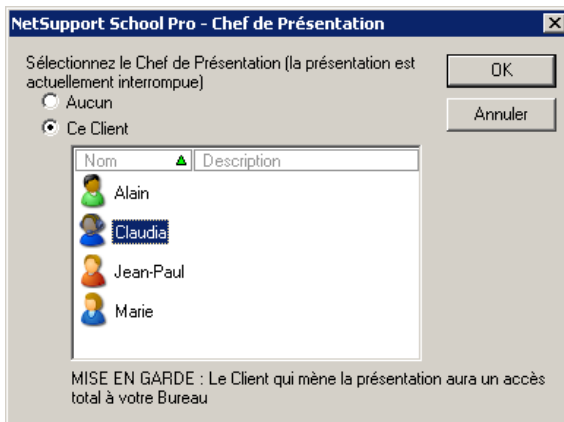 NetSupport School Pro - Chef de Présentation
Sélectionnez le Chef de Présentation (la présentation est
actuellement interrompue)
OK
Aucun
Annuler
Ce Client
Nom Description
Alain
Claudia
Jean-Paul
Marie
MISE EN GARDE : Le Client qui mène la présentation aura un accès
total à votre Bureau